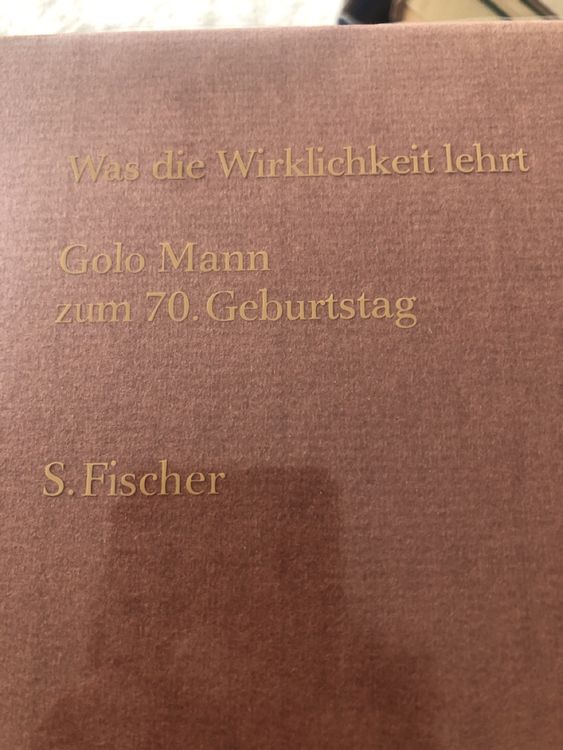 Was die Wirklichkeit lehrt
Golo Mann
zum 70. Geburtstag
S. Fischer